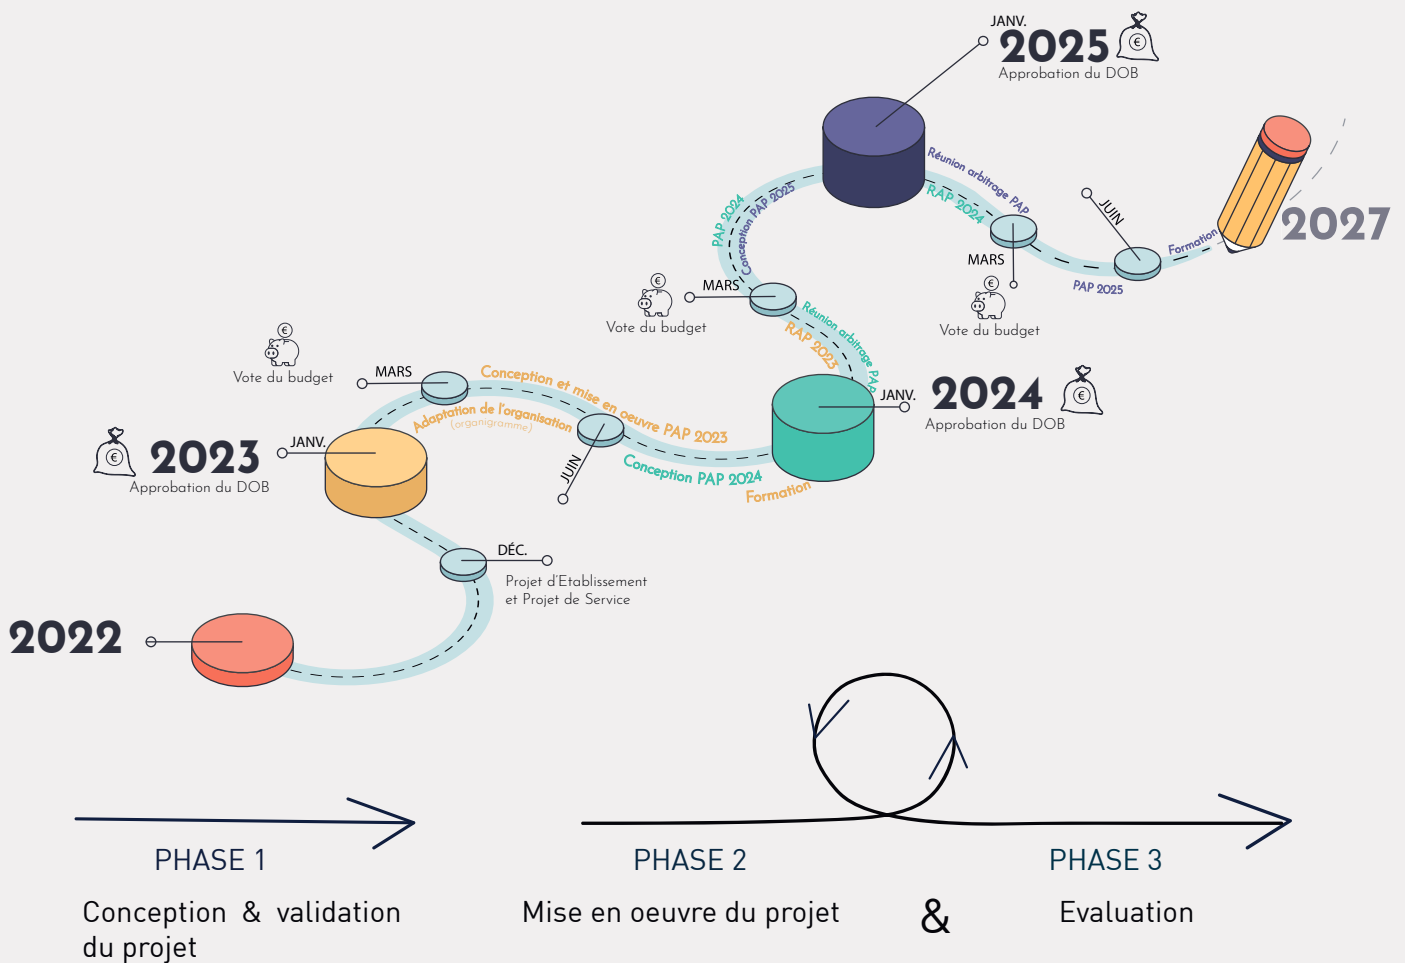 JANV.
2025
€
Approbation du DOB
Réunion arbitrage PAP
RAP 2024
PAP 2024
Conception PAP 2025
JUIN
2027
Formation
MARS
PAP 2025
€
Vote du budget
MARS
€
Vote du budget
Réunion arbitrage PAP
RAP 2023
€
Vote du budget
MARS
Conception et mise en oeuvre PAP 2023
Adaptation de l'organisation
(organigramme)
JANV.
2024
€
Approbation du DOB
€
2023
JANV.
Approbation du DOB
JUIN
Conception PAP 2024
Formation
DÉC.
Projet d'Etablissement
et Projet de Service
2022
PHASE 1
PHASE 2
PHASE 3
Conception & validation
du projet
Mise en oeuvre du projet
&
Evaluation